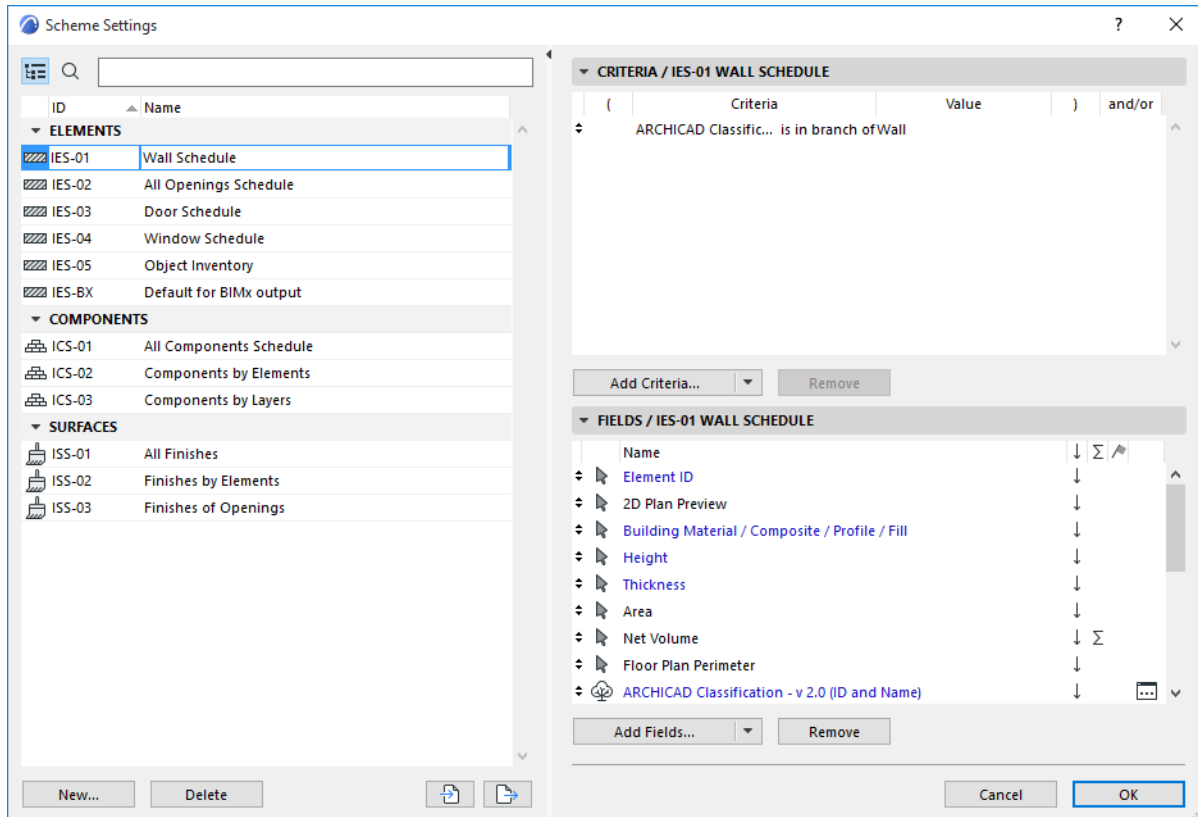 Scheme Settings
?
ID Name
ELEMENTS
IES-01 Wall Schedule
IES-02 All Openings Schedule
IES-03 Door Schedule
IES-04 Window Schedule
IES-05 Object Inventory
IES-BX Default for BIMx output
COMPONENTS
ICS-01 All Components Schedule
ICS-02 Components by Elements
ICS-03 Components by Layers
SURFACES
ISS-01 All Finishes
ISS-02 Finishes by Elements
ISS-03 Finishes of Openings
New... Delete
CRITERIA / IES-01 WALL SCHEDULE
( Criteria Value ) and/or
ARCHICAD Classific... is in branch of Wall
Add Criteria... Remove
FIELDS / IES-01 WALL SCHEDULE
Name ↓ Σ
Element ID ↓
2D Plan Preview ↓
Building Material / Composite / Profile / Fill ↓
Height ↓
Thickness ↓
Area ↓
Net Volume ↓ Σ
Floor Plan Perimeter ↓
ARCHICAD Classification - v 2.0 (ID and Name) ↓
Add Fields... Remove
Cancel OK